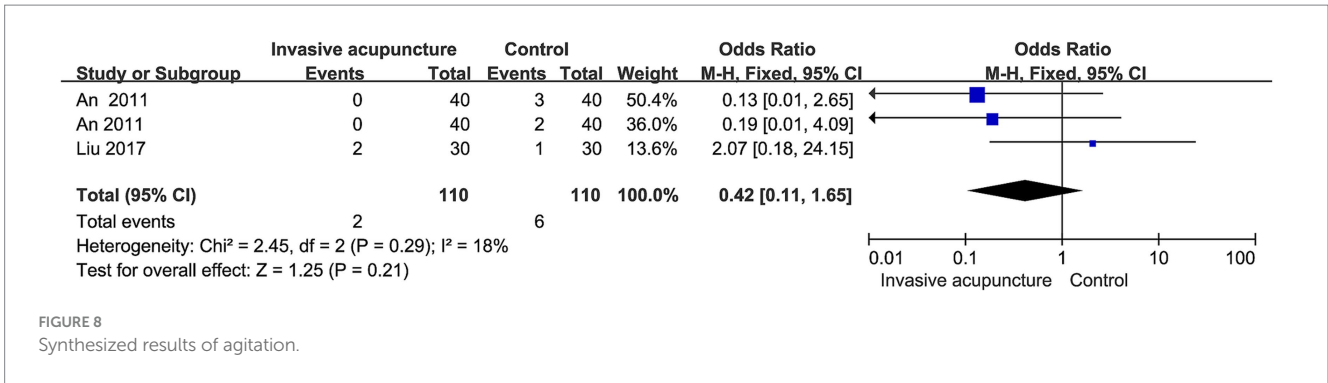 Invasive acupuncture Control Odds Ratio Odds Ratio
Study or Subgroup Events Total Events Total Weight M-H, Fixed, 95% CI M-H, Fixed, 95% CI
An 2011 0 40 3 40 50.4% 0.13 [0.01, 2.65]
An 2011 0 40 2 40 36.0% 0.19 [0.01, 4.09]
Liu 2017 2 30 1 30 13.6% 2.07 [0.18, 24.15]
Total (95% CI) 110 110 100.0% 0.42 [0.11, 1.65]
Total events 2 6
Heterogeneity: Chi² = 2.45, df = 2 (P = 0.29); I² = 18%
Test for overall effect: Z = 1.25 (P = 0.21)
0.01 0.1 1 10 100
Invasive acupuncture Control
FIGURE 8
Synthesized results of agitation.